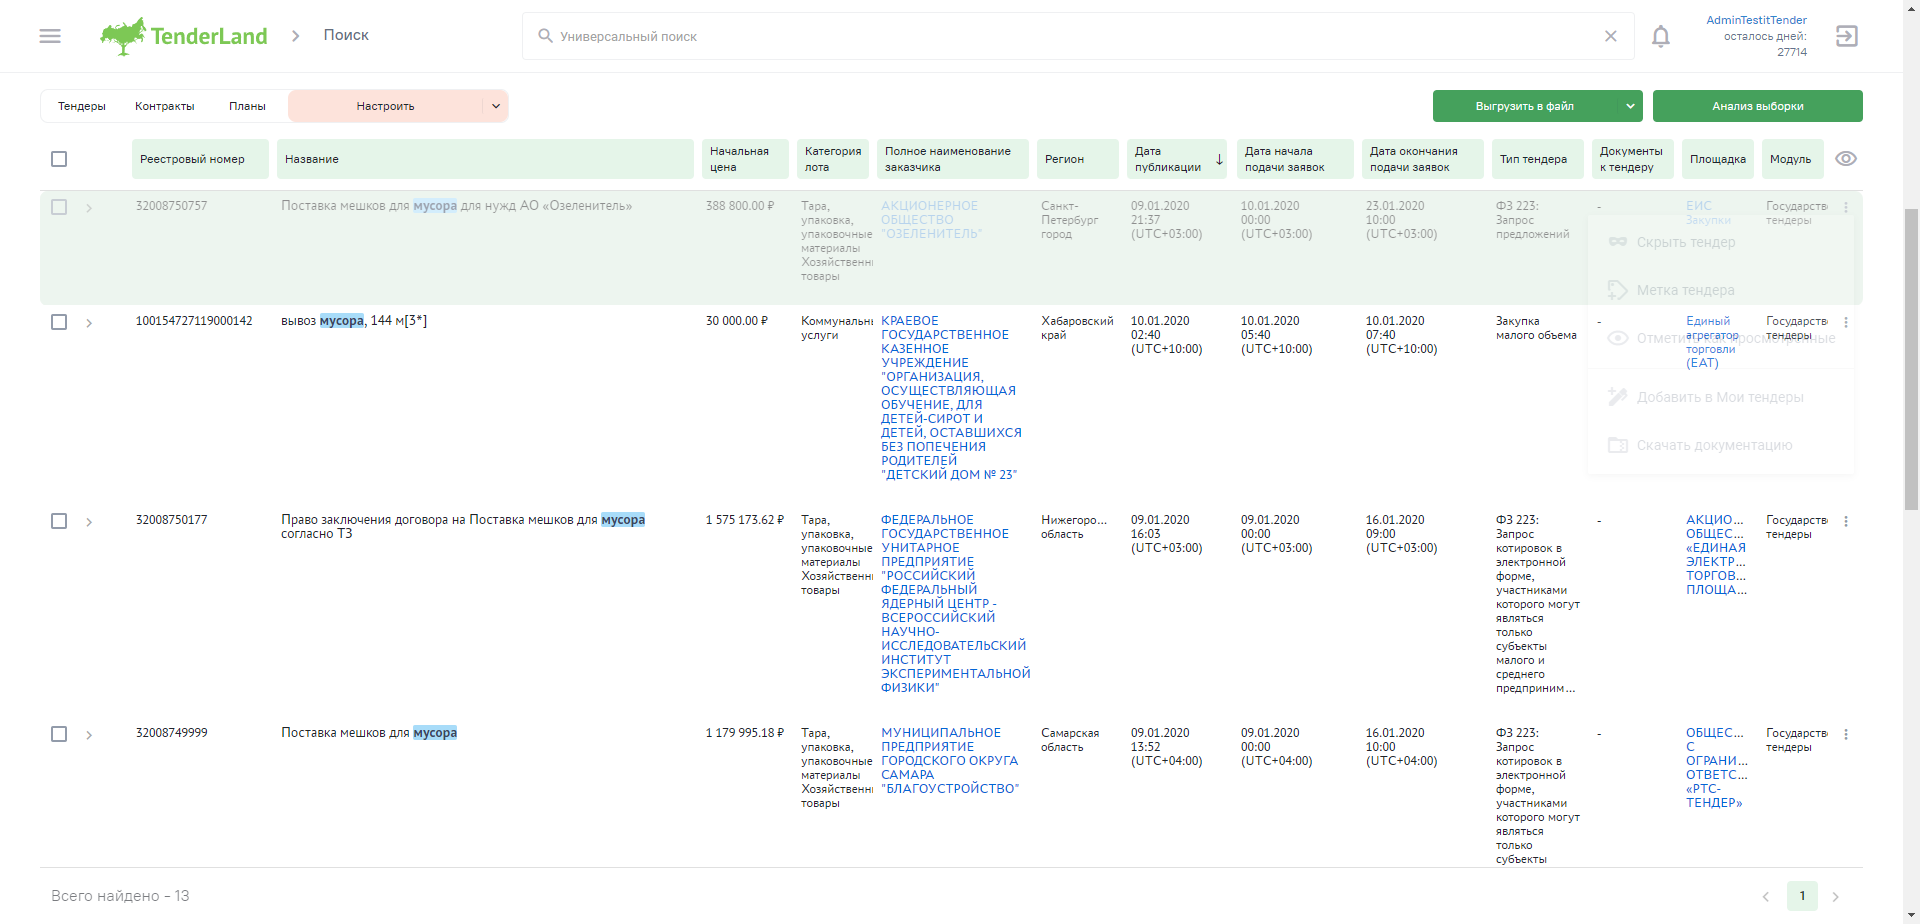 TenderLand
Поиск
Универсальный поиск
AdminTestitTender
осталось дней:
27714
Тендеры
Контракты
Планы
Настроить
Выгрузить в файл
Анализ выборки
Реестровый номер
Название
Начальная
цена
Категория
лота
Полное наименование
заказчика
Регион
Дата
публикации
Дата начала
подачи заявок
Дата окончания
подачи заявок
Тип тендера
Документы
к тендеру
Площадка
Модуль
32008750757
Поставка мешков для мусора для нужд АО «Озеленитель»
388 800.00 ₽
Тара,
упаковка,
упаковочные
материалы
Хозяйственн
товары
АКЦИОНЕРНОЕ
ОБЩЕСТВО
"ОЗЕЛЕНИТЕЛЬ"
Санкт-
Петербург
город
09.01.2020
21:37
(UTC+03:00)
10.01.2020
00:00
(UTC+03:00)
23.01.2020
10:00
(UTC+03:00)
ФЗ 223:
Запрос
предложений
-
ЕИС
Закупки
Государств
тендеры
Скрыть тендер
Метка тендера
Отметить как просмотренные
Добавить в Мои тендеры
Скачать документацию
100154727119000142
вывоз мусора, 144 м[3*]
30 000.00 ₽
Коммунальн
услуги
КРАЕВОЕ
ГОСУДАРСТВЕННОЕ
КАЗЕННОЕ
УЧРЕЖДЕНИЕ
"ОРГАНИЗАЦИЯ,
ОСУЩЕСТВЛЯЮЩАЯ
ОБУЧЕНИЕ, ДЛЯ
ДЕТЕЙ-СИРОТ И
ДЕТЕЙ, ОСТАВШИХСЯ
БЕЗ ПОПЕЧЕНИЯ
РОДИТЕЛЕЙ
"ДЕТСКИЙ ДОМ № 23"
Хабаровский
край
10.01.2020
02:40
(UTC+10:00)
10.01.2020
05:40
(UTC+10:00)
10.01.2020
07:40
(UTC+10:00)
Закупка
малого объема
-
Единый
агрегатор
торговли
(ЕАТ)
Государств
тендеры
32008750177
Право заключения договора на Поставка мешков для мусора
согласно ТЗ
1 575 173.62 ₽
Тара,
упаковка,
упаковочные
материалы
Хозяйственн
товары
ФЕДЕРАЛЬНОЕ
ГОСУДАРСТВЕННОЕ
УНИТАРНОЕ
ПРЕДПРИЯТИЕ
"РОССИЙСКИЙ
ФЕДЕРАЛЬНЫЙ
ЯДЕРНЫЙ ЦЕНТР -
ВСЕРОССИЙСКИЙ
НАУЧНО-
ИССЛЕДОВАТЕЛЬСКИЙ
ИНСТИТУТ
ЭКСПЕРИМЕНТАЛЬНОЙ
ФИЗИКИ"
Нижегоро...
область
09.01.2020
16:03
(UTC+03:00)
09.01.2020
00:00
(UTC+03:00)
16.01.2020
09:00
(UTC+03:00)
ФЗ 223:
Запрос
котировок в
электронной
форме,
участниками
которого могут
являться
только
субъекты
малого и
среднего
предприним...
-
АКЦИО...
ОБЩЕС...
«ЕДИНАЯ
ЭЛЕКТР...
ТОРГОВ...
ПЛОЩА...
Государств
тендеры
32008749999
Поставка мешков для мусора
1 179 995.18 ₽
Тара,
упаковка,
упаковочные
материалы
Хозяйственн
товары
МУНИЦИПАЛЬНОЕ
ПРЕДПРИЯТИЕ
ГОРОДСКОГО ОКРУГА
САМАРА
"БЛАГОУСТРОЙСТВО"
Самарская
область
09.01.2020
13:52
(UTC+04:00)
09.01.2020
00:00
(UTC+04:00)
16.01.2020
10:00
(UTC+04:00)
ФЗ 223:
Запрос
котировок в
электронной
форме,
участниками
которого могут
являться
только
субъекты
-
ОБЩЕС...
С
ОГРАНИ...
ОТВЕТС...
«РТС-
ТЕНДЕР»
Государств
тендеры
Всего найдено - 13
1